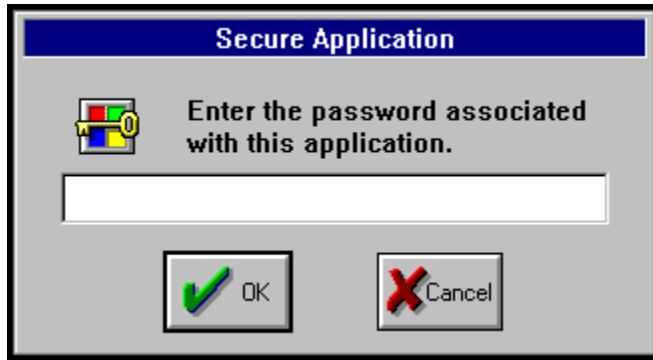 Secure Application
Enter the password associated
with this application.
OK
Cancel